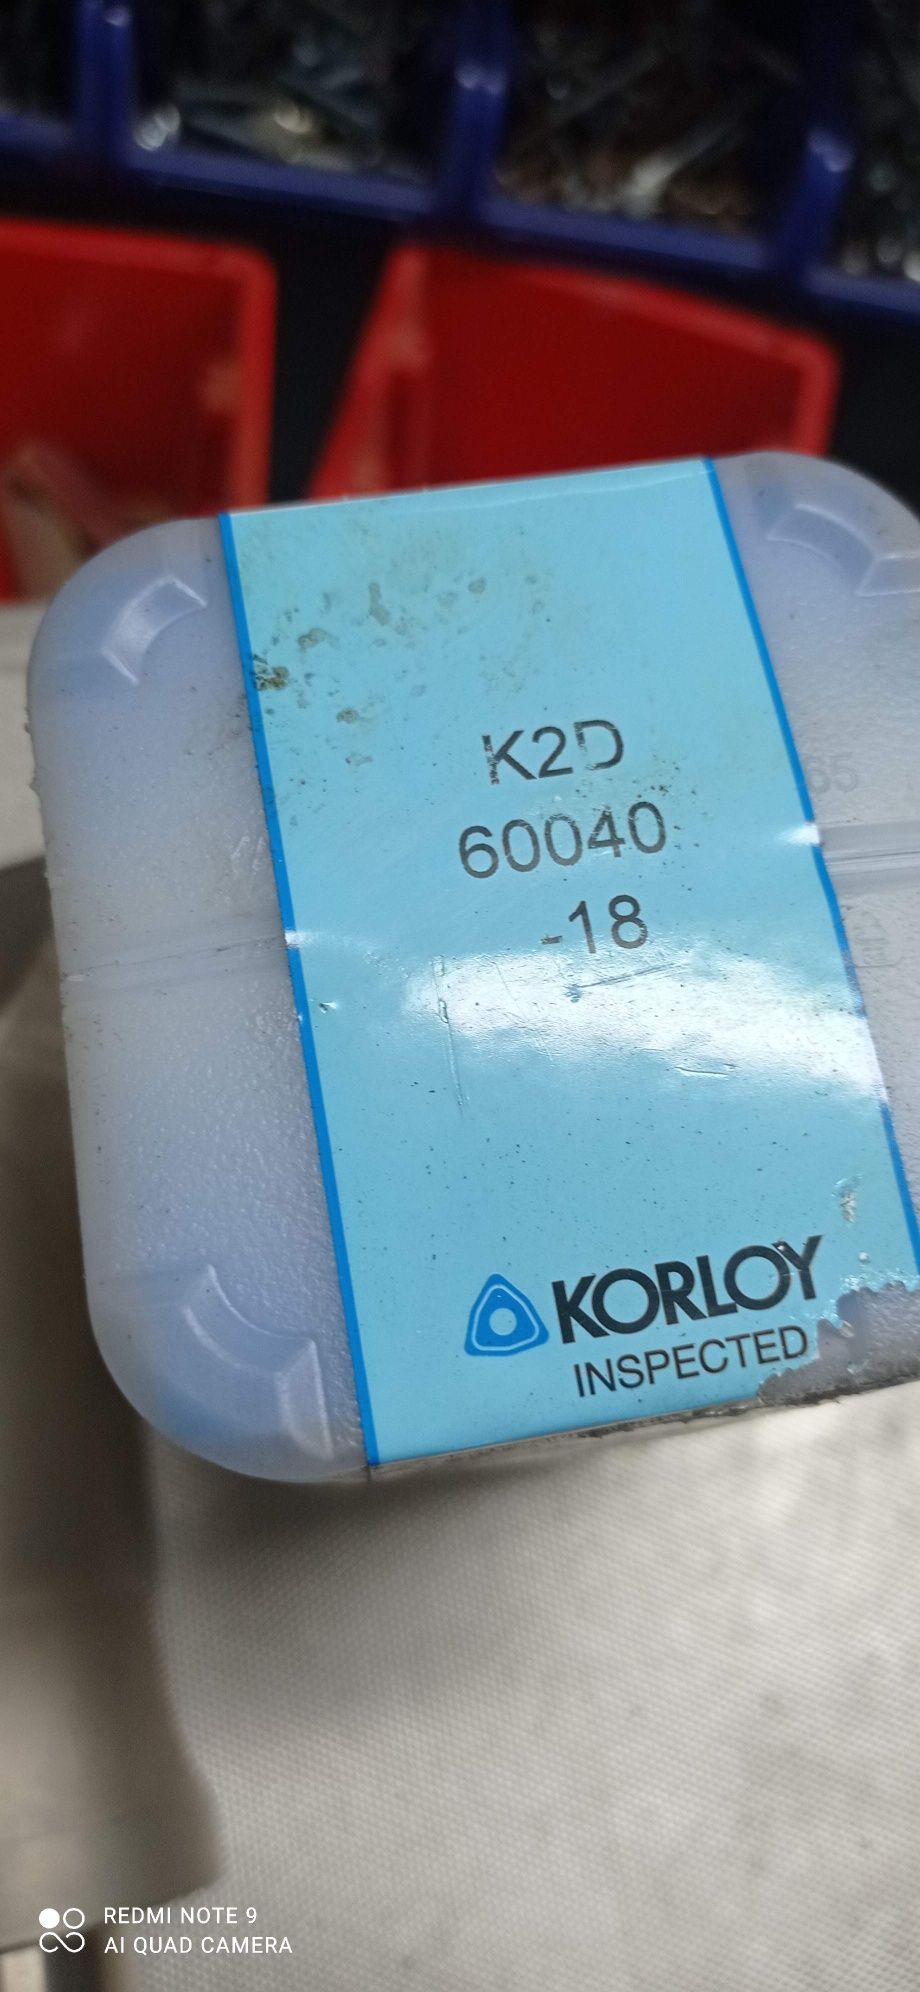 K2D
60040
-18
KORLOY
INSPECTED
REDMI NOTE 9
AI QUAD CAMERA